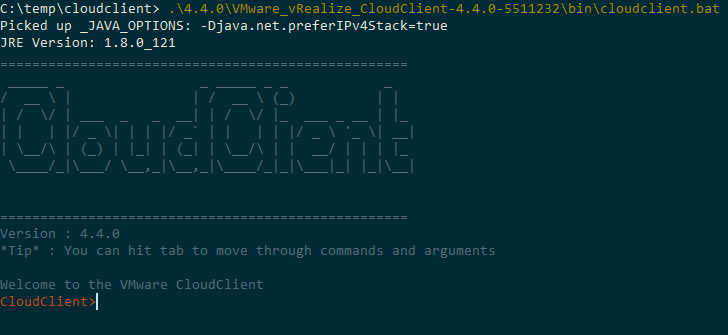 C:\temp\cloudclient> .\4.4.0\VMware_vRealize_CloudClient-4.4.0-5511232\bin\cloudclient.bat
Picked up _JAVA_OPTIONS: -Djava.net.preferIPv4Stack=true
JRE Version: 1.8.0_121
===================================================
CloudClient
===================================================
Version : 4.4.0
*Tip* : You can hit tab to move through commands and arguments
Welcome to the VMware CloudClient
CloudClient>